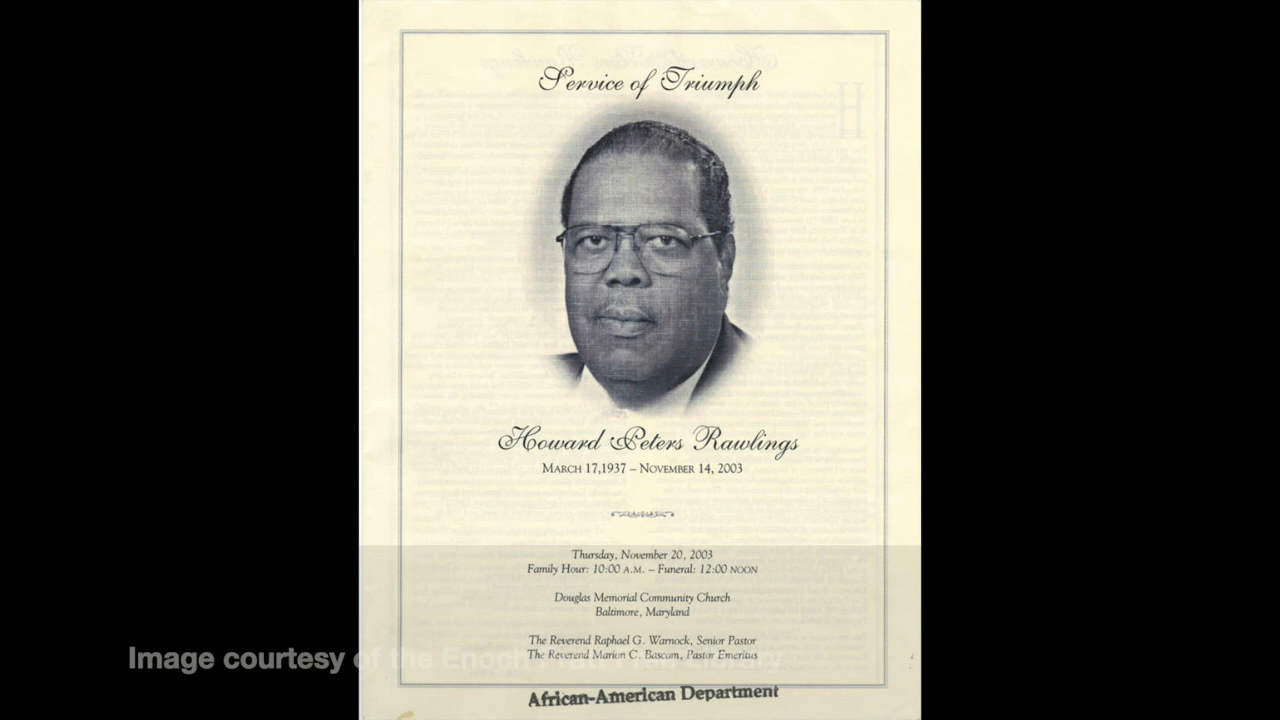 Service of Triumph
Howard Peters Rawlings
MARCH 17,1937 – NOVEMBER 14, 2003
Thursday, November 20, 2003
Family Hour: 10:00 A.M. – Funeral: 12:00 NOON
Douglas Memorial Community Church
Baltimore, Maryland
The Reverend Raphael G. Warnock, Senior Pastor
The Reverend Marion C. Bascom, Pastor Emeritus
Image courtesy of the Enoch
African-American Department